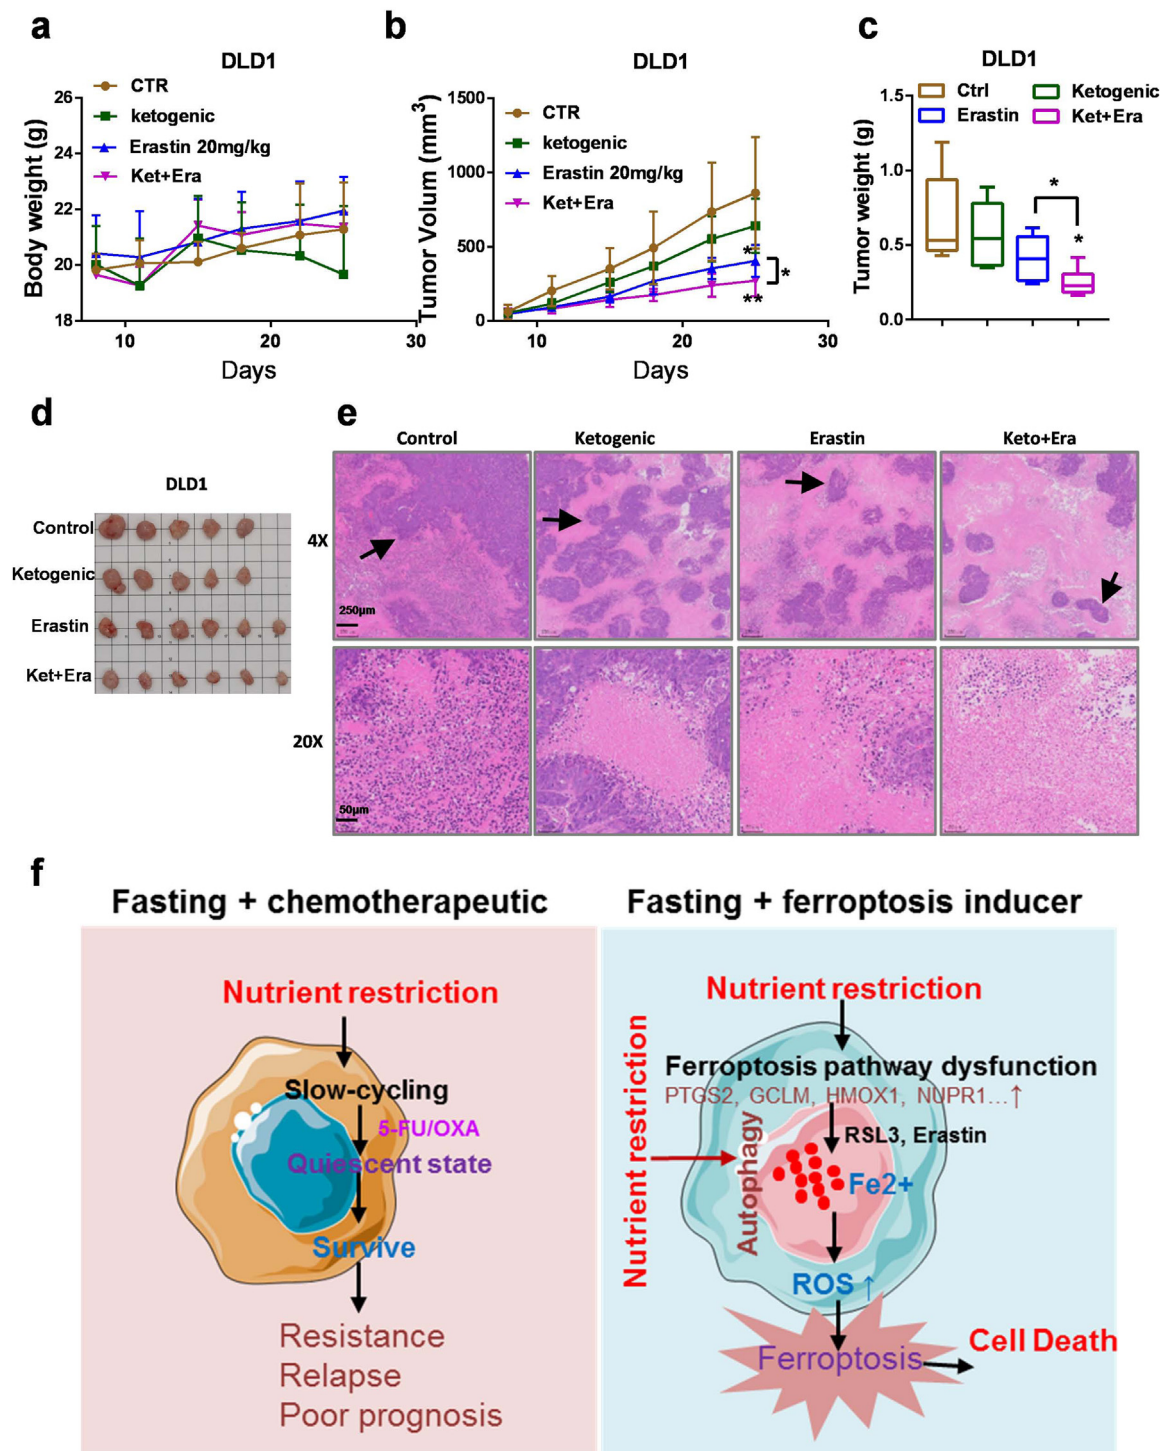 a
DLD1
CTR
ketogenic
Erastin 20mg/kg
Ket+Era
Body weight (g)
26
24
22
20
18
10
20
30
Days
b
DLD1
CTR
ketogenic
Erastin 20mg/kg
Ket+Era
Tumor Volum (mm³)
1500
1000
500
0
*
*
**
10
20
30
Days
c
DLD1
Ctrl
Ketogenic
Erastin
Ket+Era
Tumor weight (g)
1.5
1.0
0.5
0.0
*
*
d
DLD1
Control
Ketogenic
Erastin
Ket+Era
e
Control
Ketogenic
Erastin
Keto+Era
4X
250μm
20X
50μm
f
Fasting + chemotherapeutic
Nutrient restriction
Slow-cycling
5-FU/OXA
Quiescent state
Survive
Resistance
Relapse
Poor prognosis
Fasting + ferroptosis inducer
Nutrient restriction
Nutrient restriction
Ferroptosis pathway dysfunction
PTGS2, GCLM, HMOX1, NUPR1...↑
RSL3, Erastin
Autophagy
Fe2+
ROS ↑
Ferroptosis
Cell Death